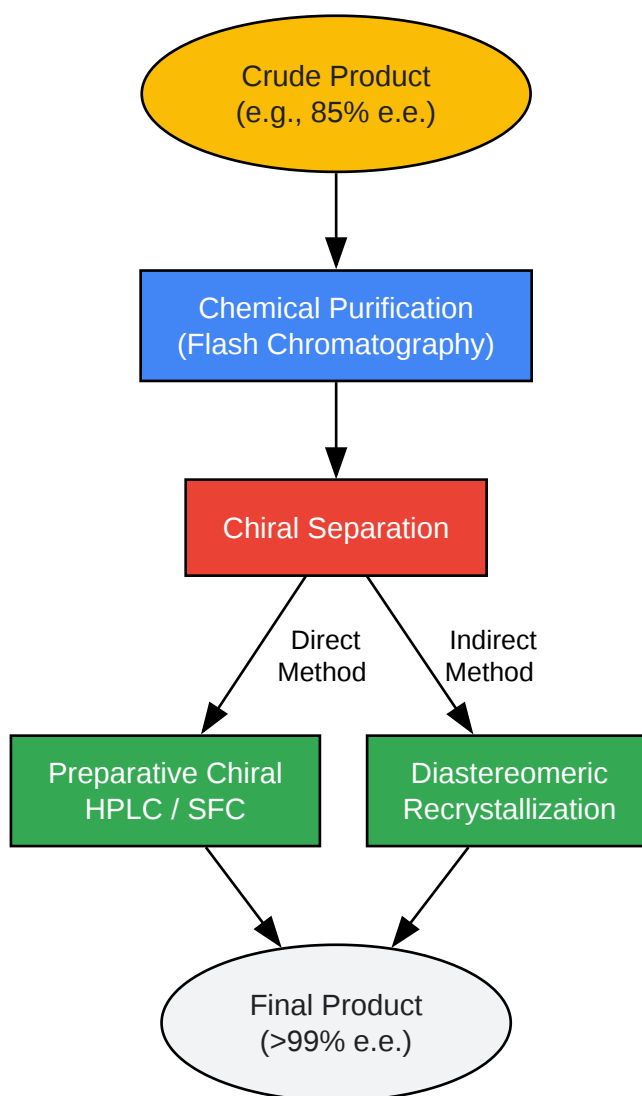 Crude Product
(e.g., 85% e.e.)
Chemical Purification
(Flash Chromatography)
Chiral Separation
Direct
Method
Indirect
Method
Preparative Chiral
HPLC / SFC
Diastereomeric
Recrystallization
Final Product
(>99% e.e.)